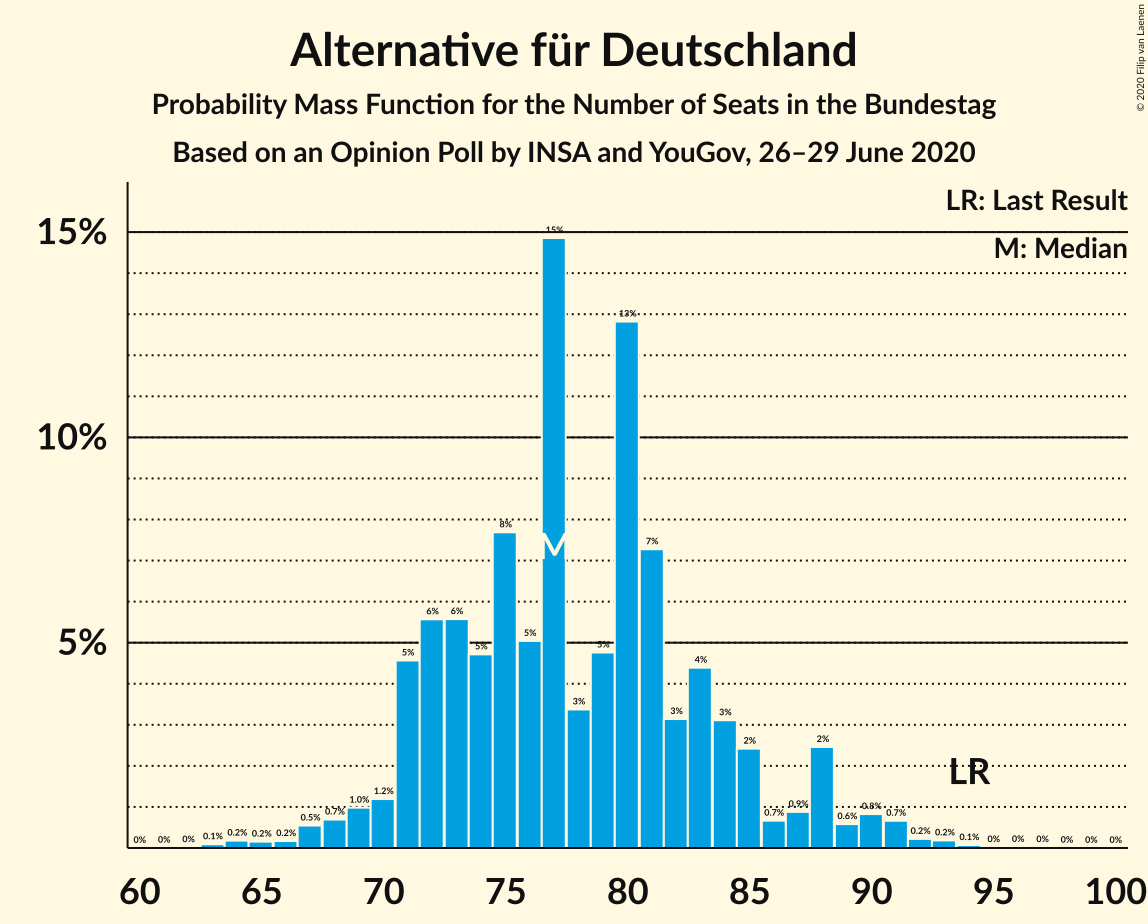 Alternative für Deutschland
Probability Mass Function for the Number of Seats in the Bundestag
Based on an Opinion Poll by INSA and YouGov, 26–29 June 2020
© 2020 Filip van Laenen
LR: Last Result
M: Median
15%
10%
5%
0% 0% 0% 0.1% 0.2% 0.2% 0.2% 0.5% 0.7% 1.0% 1.2% 5% 6% 6% 5% 8% 5% 15% 3% 5% 13% 7% 3% 4% 3% 2% 0.7% 0.9% 2% 0.6% 0.8% 0.7% 0.2% 0.2% 0.1% 0% 0% 0% 0% 0% 0%
M
LR
60 65 70 75 80 85 90 95 100